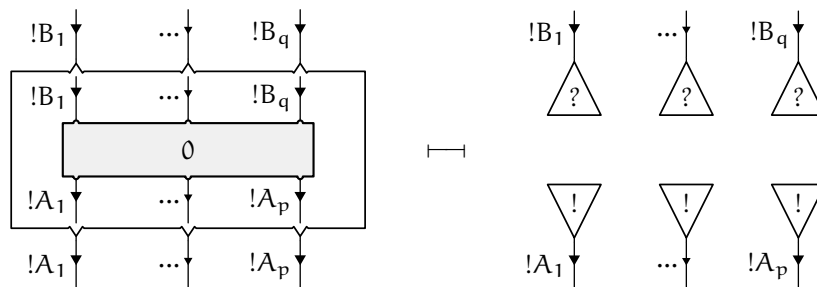 !B₁ ... !B_q !B₁ ... !B_q
!B₁ ... !B_q ? ? ?
0
!A₁ ... !A_p ! ! !
!A₁ ... !A_p !A₁ ... !A_p